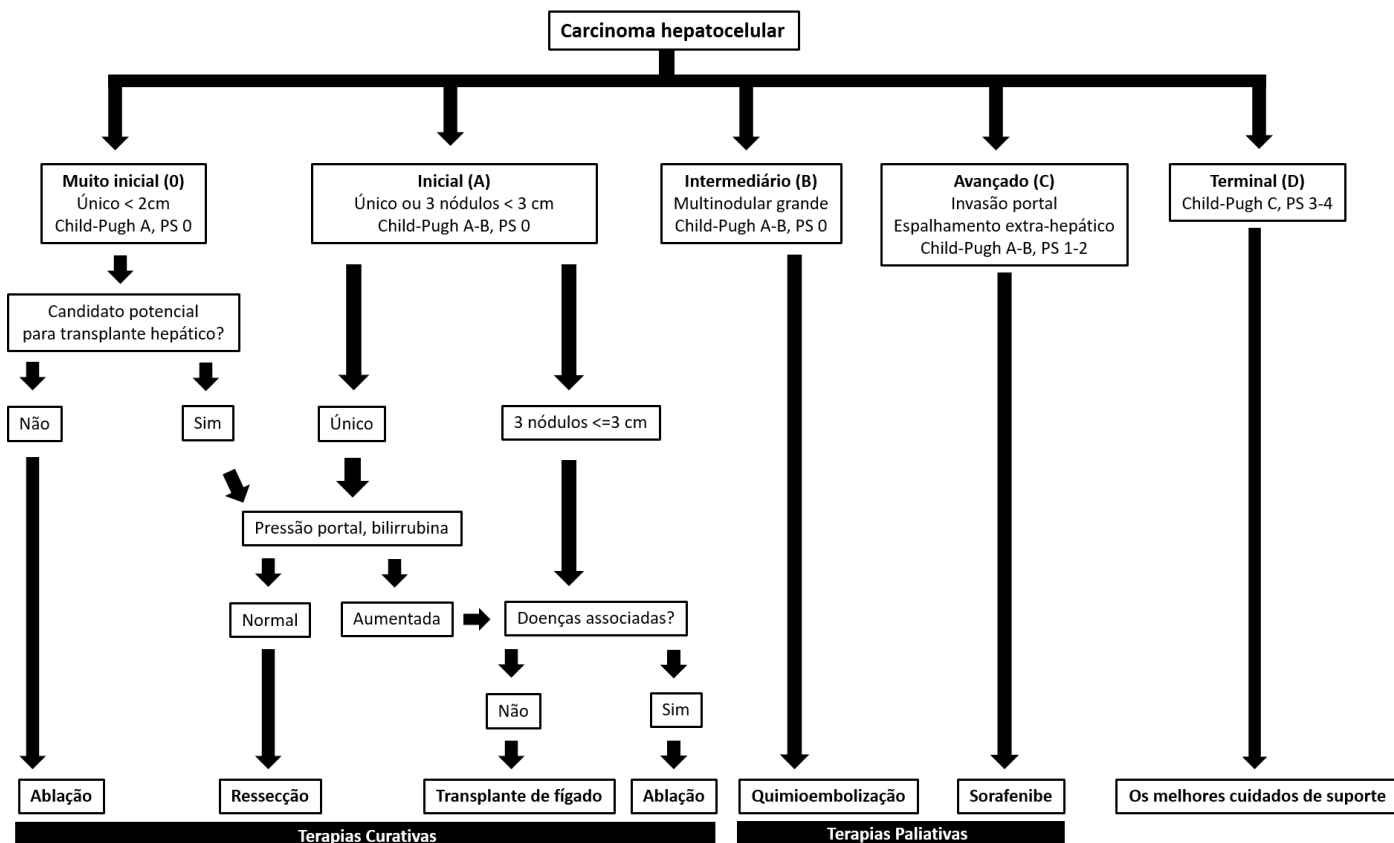 Carcinoma hepatocelular
Muito inicial (0)
Único < 2cm
Child-Pugh A, PS 0
Inicial (A)
Único ou 3 nódulos < 3 cm
Child-Pugh A-B, PS 0
Intermediário (B)
Multinodular grande
Child-Pugh A-B, PS 0
Avançado (C)
Invasão portal
Espalhamento extra-hepático
Child-Pugh A-B, PS 1-2
Terminal (D)
Child-Pugh C, PS 3-4
Candidato potencial
para transplante hepático?
Não
Sim
Único
3 nódulos <=3 cm
Pressão portal, bilirrubina
Normal
Aumentada
Doenças associadas?
Não
Sim
Ablação
Ressecção
Transplante de fígado
Ablação
Quimioembolização
Sorafenibe
Os melhores cuidados de suporte
Terapias Curativas
Terapias Paliativas